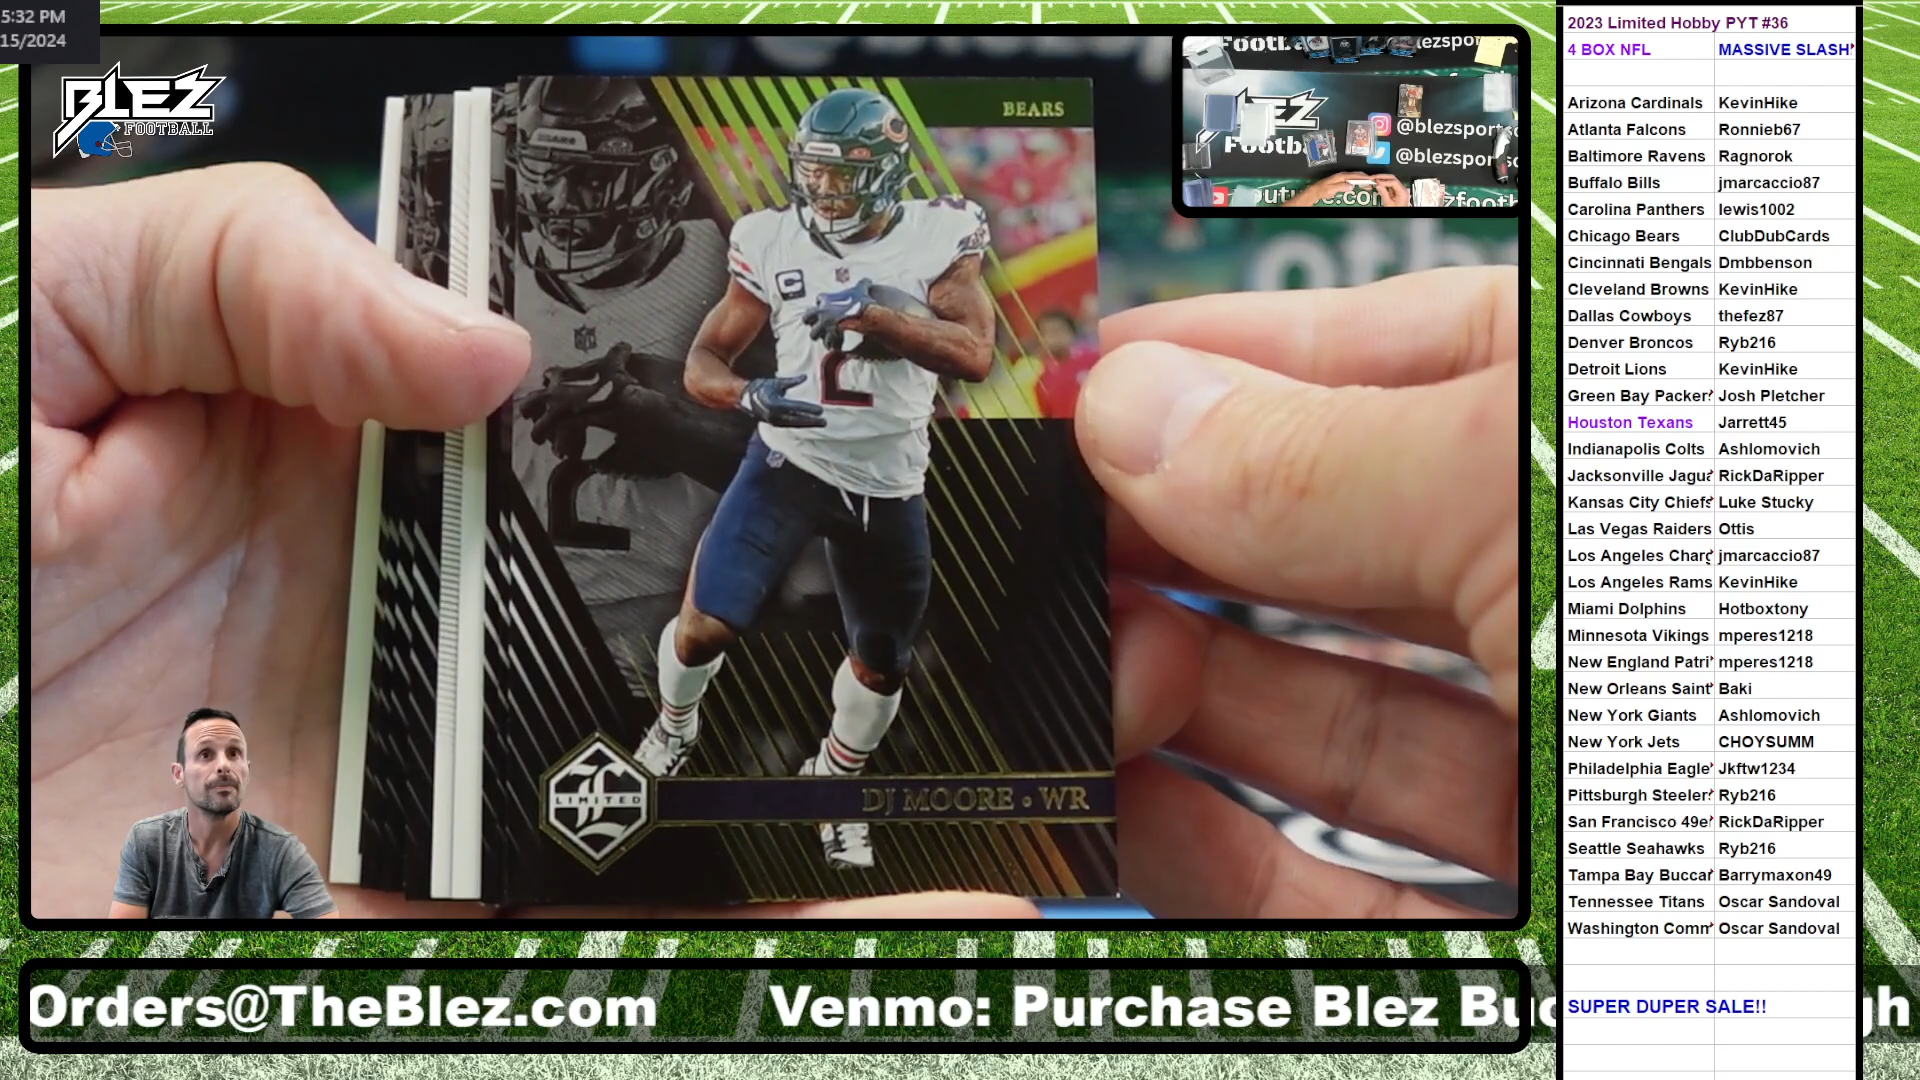 5:32 PM
15/2024
BLEZ
FOOTBALL
BEARS
C
2
LIMITED
DJ MOORE • WR
BLEZ
Footba
@blezsports
@blezspor
2023 Limited Hobby PYT #36
4 BOX NFL MASSIVE SLASH
Arizona Cardinals KevinHike
Atlanta Falcons Ronnieb67
Baltimore Ravens Ragnorok
Buffalo Bills jmarcaccio87
Carolina Panthers lewis1002
Chicago Bears ClubDubCards
Cincinnati Bengals Dmbbenson
Cleveland Browns KevinHike
Dallas Cowboys thefez87
Denver Broncos Ryb216
Detroit Lions KevinHike
Green Bay Packer Josh Pletcher
Houston Texans Jarrett45
Indianapolis Colts Ashlomovich
Jacksonville Jagua RickDaRipper
Kansas City Chiefs Luke Stucky
Las Vegas Raiders Ottis
Los Angeles Charg jmarcaccio87
Los Angeles Rams KevinHike
Miami Dolphins Hotboxtony
Minnesota Vikings mperes1218
New England Patri mperes1218
New Orleans Saint Baki
New York Giants Ashlomovich
New York Jets CHOYSUMM
Philadelphia Eagle Jkftw1234
Pittsburgh Steeler Ryb216
San Francisco 49e RickDaRipper
Seattle Seahawks Ryb216
Tampa Bay Buccan Barrymaxon49
Tennessee Titans Oscar Sandoval
Washington Comm Oscar Sandoval
SUPER DUPER SALE!!
Orders@TheBlez.com Venmo: Purchase Blez Buc